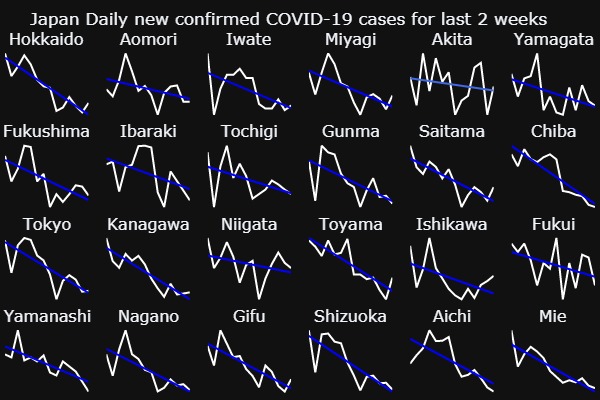 Japan Daily new confirmed COVID-19 cases for last 2 weeks
Hokkaido Aomori Iwate Miyagi Akita Yamagata
Fukushima Ibaraki Tochigi Gunma Saitama Chiba
Tokyo Kanagawa Niigata Toyama Ishikawa Fukui
Yamanashi Nagano Gifu Shizuoka Aichi Mie